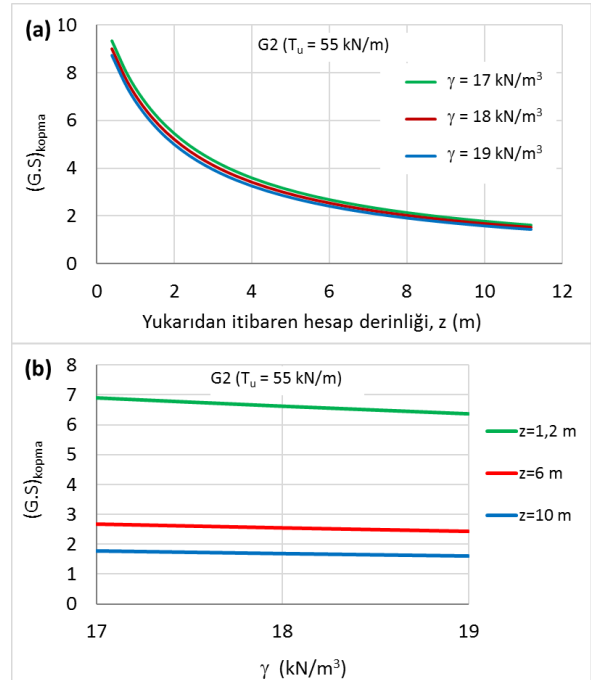 (a)
G2 (Tu = 55 kN/m)
γ = 17 kN/m³
γ = 18 kN/m³
γ = 19 kN/m³
(G.S)kopma
10
8
6
4
2
0
0 2 4 6 8 10 12
Yukarıdan itibaren hesap derinliği, z (m)
(b)
G2 (Tu = 55 kN/m)
(G.S)kopma
8
7
6
5
4
3
2
1
0
z=1,2 m
z=6 m
z=10 m
17 18 19
γ (kN/m³)